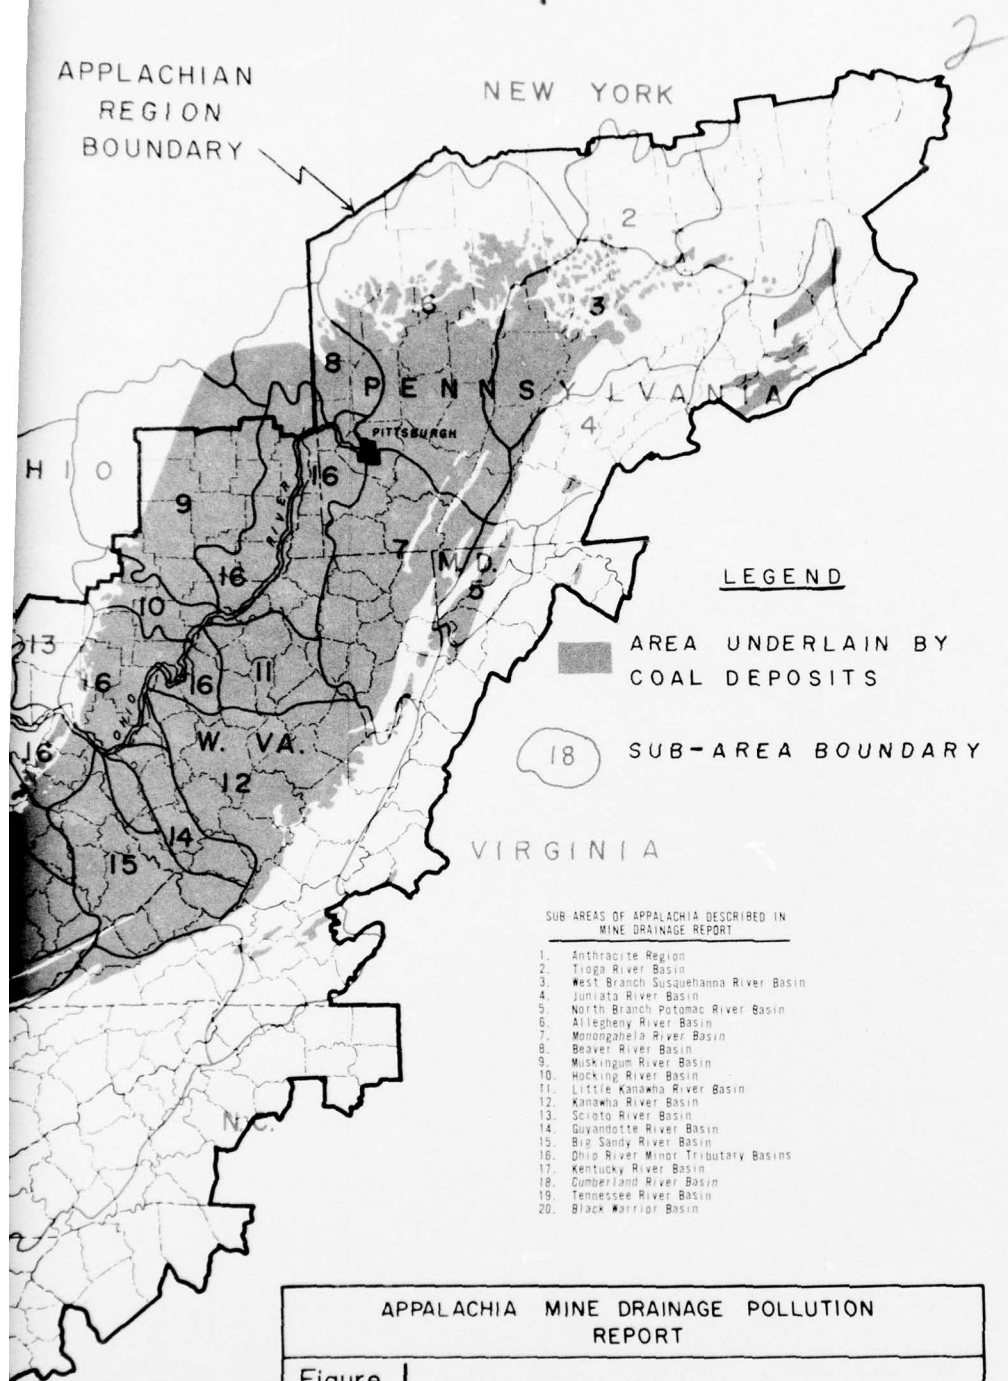 2
APPLACHIAN
REGION
BOUNDARY
NEW YORK
2
6
3
8
PENNSYLVANIA
4
PITTSBURGH
HIO
16
9
RIVER
7
MD.
5
16
10
13
11
16
16
OHIO
W. VA.
16
12
14
15
VIRGINIA
N.C.
LEGEND
AREA UNDERLAIN BY
COAL DEPOSITS
18 SUB-AREA BOUNDARY
SUB-AREAS OF APPALACHIA DESCRIBED IN
MINE DRAINAGE REPORT
1. Anthracite Region
2. Tioga River Basin
3. West Branch Susquehanna River Basin
4. Juniata River Basin
5. North Branch Potomac River Basin
6. Allegheny River Basin
7. Monongahela River Basin
8. Beaver River Basin
9. Muskingum River Basin
10. Hocking River Basin
11. Little Kanawha River Basin
12. Kanawha River Basin
13. Scioto River Basin
14. Guyandotte River Basin
15. Big Sandy River Basin
16. Ohio River Minor Tributary Basins
17. Kentucky River Basin
18. Cumberland River Basin
19. Tennessee River Basin
20. Black Warrior Basin
APPALACHIA MINE DRAINAGE POLLUTION
REPORT
Figure